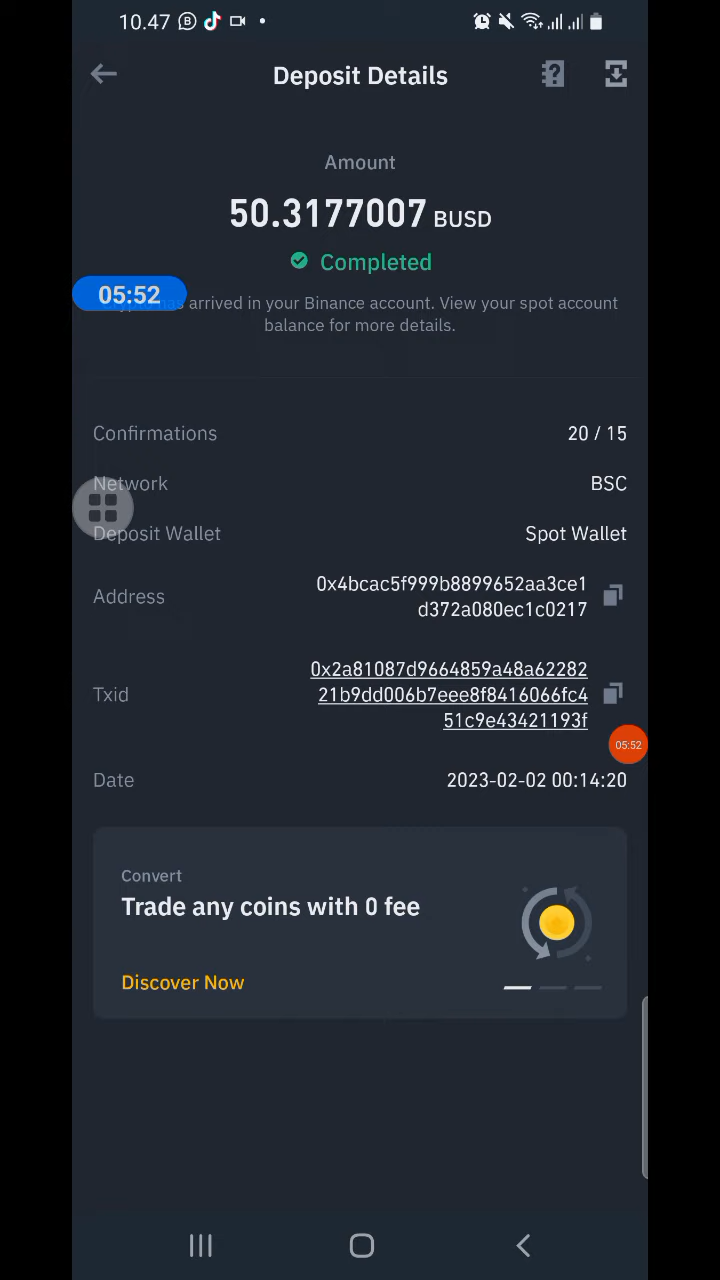 10.47
Deposit Details
Amount
50.3177007 BUSD
Completed
05:52
arrived in your Binance account. View your spot account
balance for more details.
Confirmations 20 / 15
Network BSC
Deposit Wallet Spot Wallet
0x4bcac5f999b8899652aa3ce1
Address
d372a080ec1c0217
0x2a81087d9664859a48a62282
Txid 21b9dd006b7eee8f8416066fc4
51c9e43421193f
05:52
Date 2023-02-02 00:14:20
Convert
Trade any coins with 0 fee
Discover Now